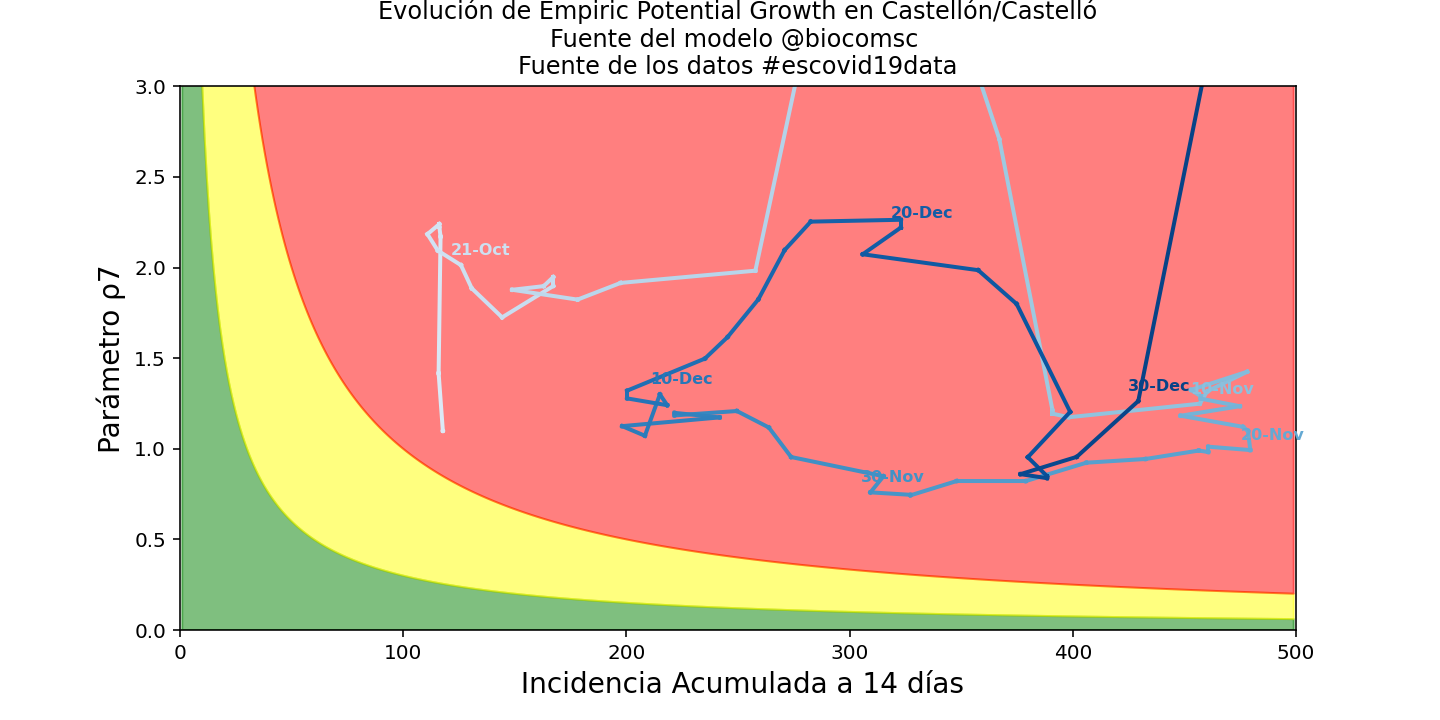 Evolución de Empiric Potential Growth en Castellón/Castelló
Fuente del modelo @biocomsc
Fuente de los datos #escovid19data
3.0
2.5
2.0
1.5
1.0
0.5
0.0
Parámetro ρ7
21-Oct
20-Dec
10-Dec
30-Dec
10-Nov
20-Nov
30-Nov
0
100
200
300
400
500
Incidencia Acumulada a 14 días